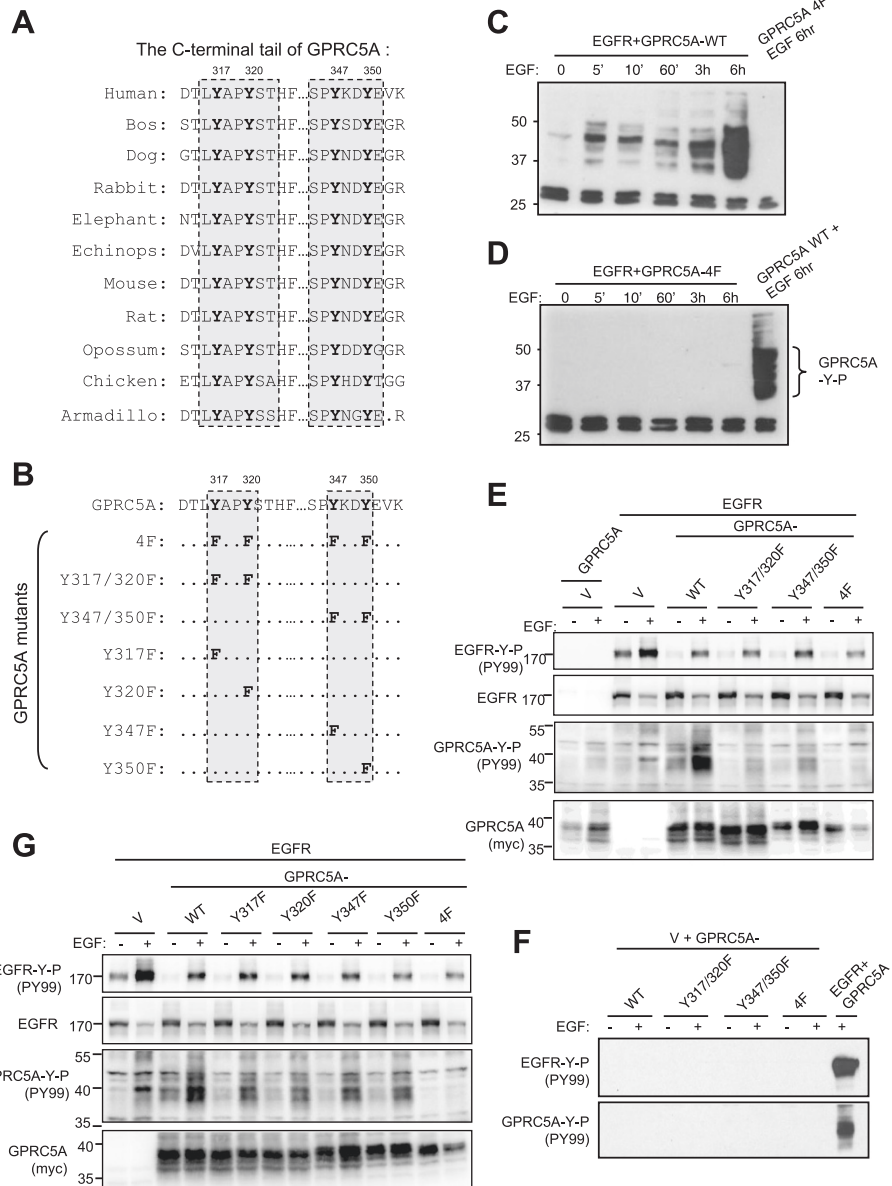 A
The C-terminal tail of GPRC5A :
317 320 347 350
Human: DTLYAPYSTHF…SPYKDYEVK
Bos: STLYAPYSTHF…SPYSDYEGR
Dog: GTLYAPYSTHF…SPYNDYEGR
Rabbit: DTLYAPYSTHF…SPYNDYEGR
Elephant: NTLYAPYSTHF…SPYNDYEGR
Echinops: DVLYAPYSTHF…SPYNDYEGR
Mouse: DTLYAPYSTHF…SPYNDYEGR
Rat: DTLYAPYSTHF…SPYNDYEGR
Opossum: STLYAPYSTHF…SPYDDYGGR
Chicken: ETLYAPYSAHF…SPYHDYTGG
Armadillo: DTLYAPYSSHF…SPYNGYE.R
B
317 320 347 350
GPRC5A: DTLYAPYSTHF…SPYKDYEVK
GPRC5A mutants
4F: ...F..F.............F..F...
Y317/320F: ...F..F....................
Y347/350F: ....................F..F...
Y317F: ...F.......................
Y320F: ......F....................
Y347F: ....................F......
Y350F: .......................F...
C
EGFR+GPRC5A-WT
GPRC5A 4F
EGF 6hr
EGF: 0 5' 10' 60' 3h 6h
50
37
25
D
EGFR+GPRC5A-4F
GPRC5A WT +
EGF 6hr
EGF: 0 5' 10' 60' 3h 6h
50
37
25
GPRC5A
-Y-P
E
EGFR
GPRC5A-
GPRC5A
V V WT Y317/320F Y347/350F 4F
EGF: - + - + - + - + - + - +
EGFR-Y-P
(PY99)
170
EGFR
170
GPRC5A-Y-P
(PY99)
55
40
35
GPRC5A
(myc)
40
35
G
EGFR
GPRC5A-
V WT Y317F Y320F Y347F Y350F 4F
EGF: - + - + - + - + - + - + - +
EGFR-Y-P
(PY99)
170
EGFR
170
PRC5A-Y-P
(PY99)
55
40
35
GPRC5A
(myc)
40
35
F
V + GPRC5A-
WT Y317/320F Y347/350F 4F
EGFR+
GPRC5A
EGF: - + - + - + - + +
EGFR-Y-P
(PY99)
GPRC5A-Y-P
(PY99)